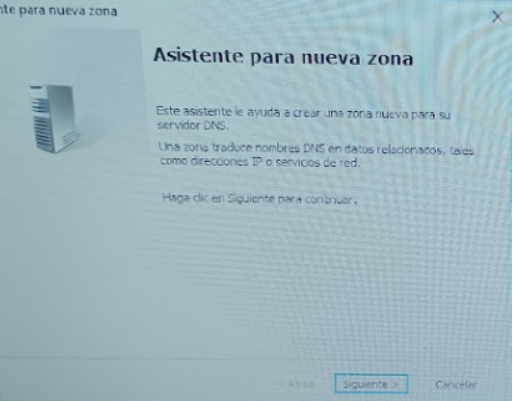 nte para nueva zona
Asistente para nueva zona
Este asistente le ayuda a crear una zona nueva para su
servidor DNS.
Una zona traduce nombres DNS en datos relacionados, tales
como direcciones IP o servicios de red.
Haga clic en Siguiente para continuar.
< Atrás
Siguiente >
Cancelar